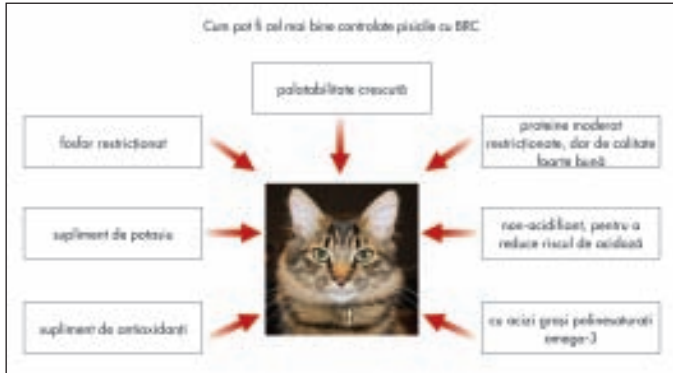 Cum pot fi cel mai bine controlate pisicile cu BRC
palatabilitate crescută
fosfor restricționat
proteine moderat
restricționate, dar de calitate
foarte bună
supliment de potasiu
non-acidifiant, pentru a
reduce riscul de acidoză
supliment de antioxidanți
cu acizi grași polinesaturați
omega-3